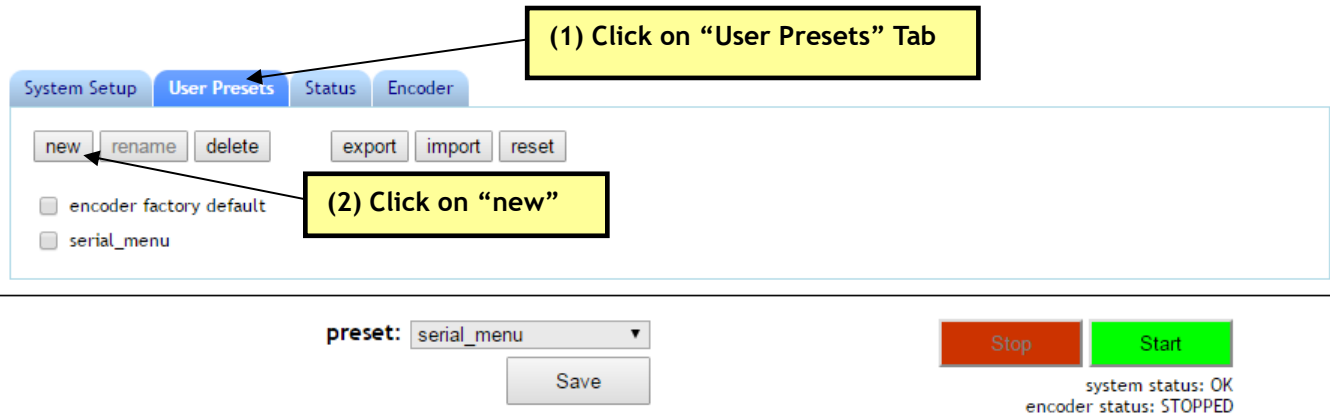 (1) Click on “User Presets” Tab
System Setup User Presets Status Encoder
new rename delete export import reset
(2) Click on “new”
encoder factory default
serial_menu
preset: serial_menu
Stop Start
Save
system status: OK
encoder status: STOPPED